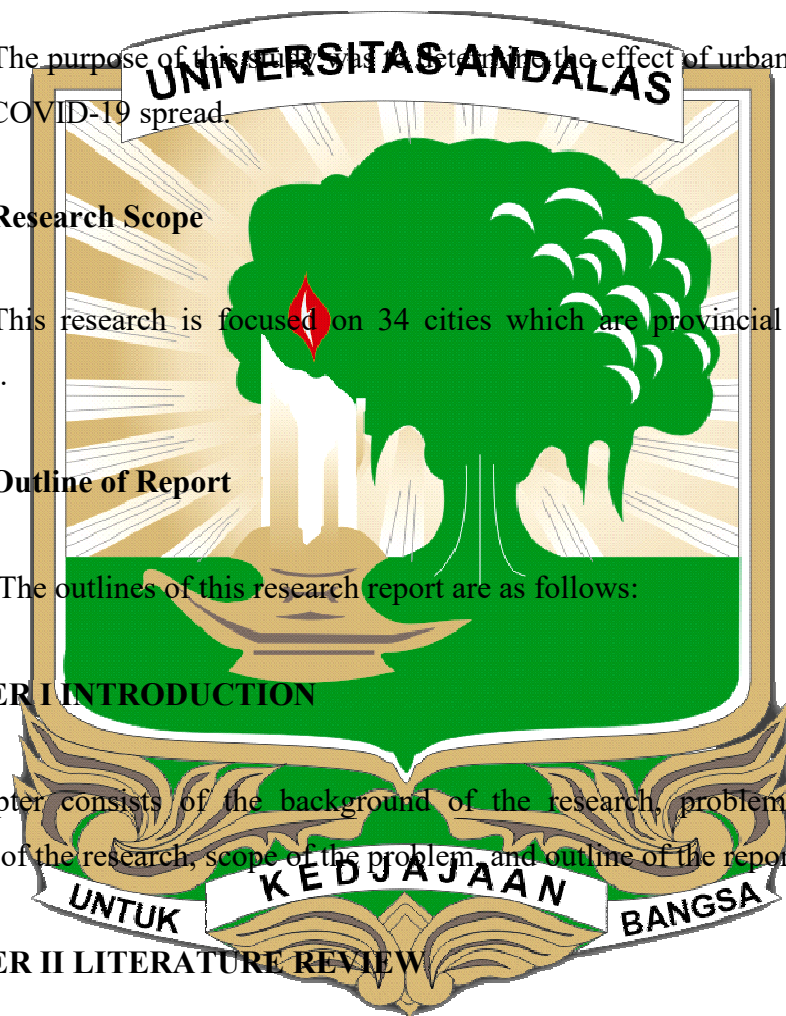 UNIVERSITAS ANDALAS
The purpose of this study was to determine the effect of urban
COVID-19 spread.
Research Scope
This research is focused on 34 cities which are provincial
.
Outline of Report
The outlines of this research report are as follows:
ER I INTRODUCTION
pter consists of the background of the research, problem
of the research, scope of the problem, and outline of the repor
KEDJAJAAN
UNTUK
BANGSA
ER II LITERATURE REVIEW